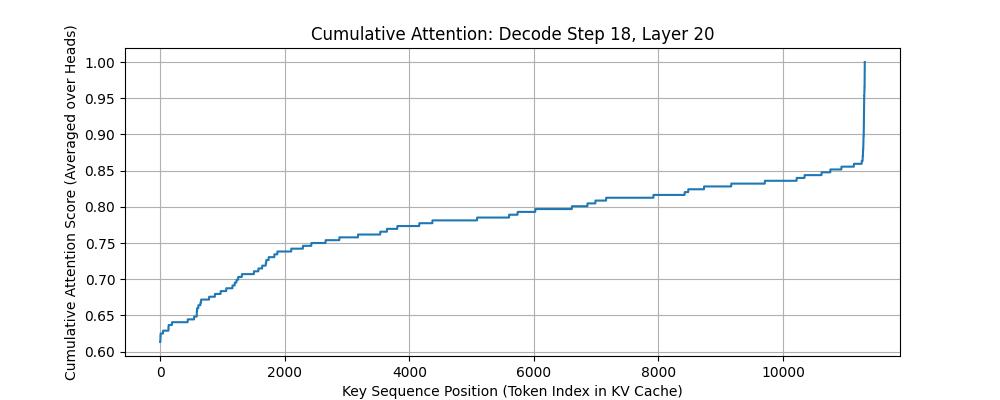 Cumulative Attention: Decode Step 18, Layer 20
Cumulative Attention Score (Averaged over Heads)
1.00
0.95
0.90
0.85
0.80
0.75
0.70
0.65
0.60
0 2000 4000 6000 8000 10000
Key Sequence Position (Token Index in KV Cache)